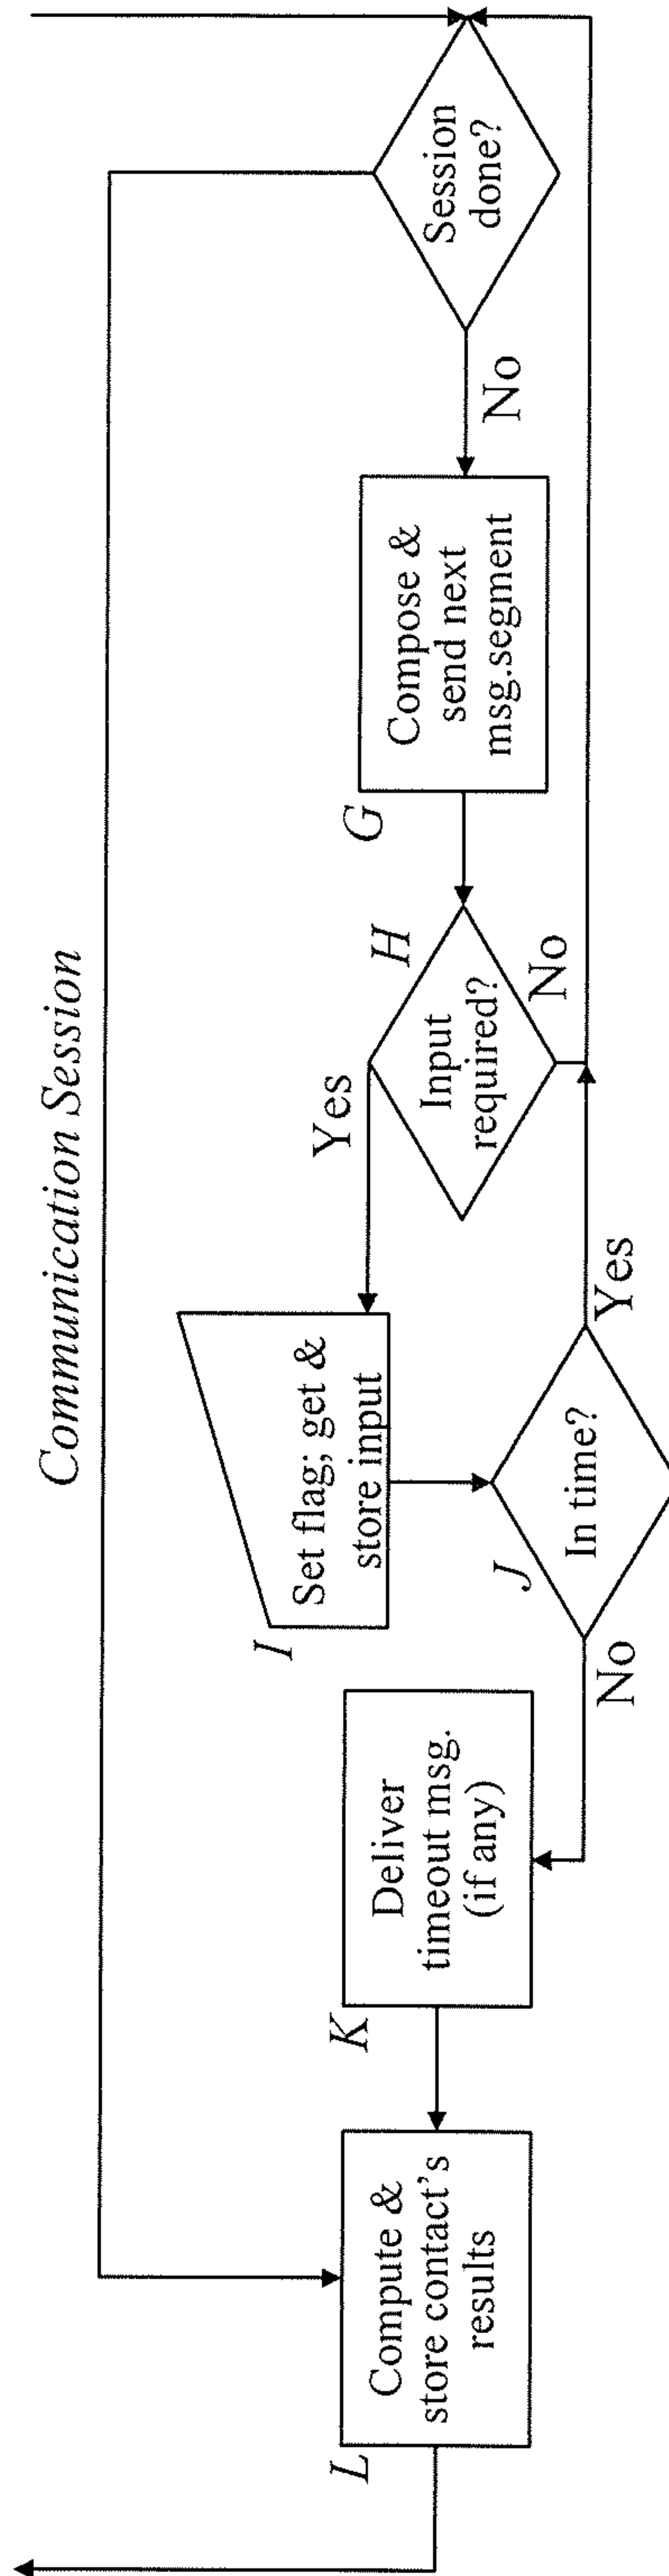 Communication Session
Session
done?
No
Compose &
send next
msg.segment
G
H
Input
required?
No
Yes
Set flag; get &
store input
I
J
In time?
Yes
No
Deliver
timeout msg.
(if any)
K
Compute &
store contact's
results
L